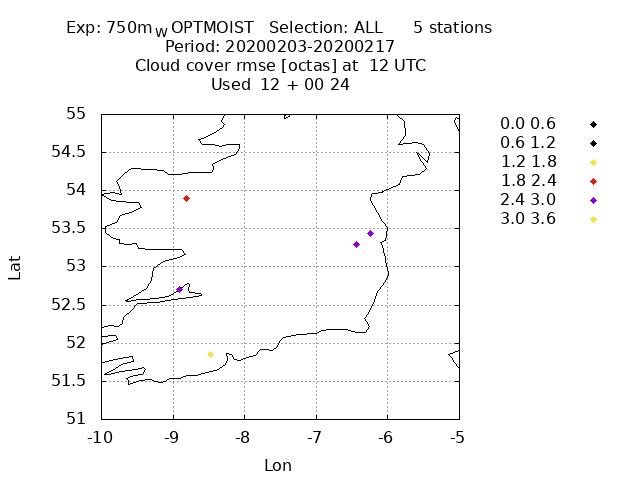 Exp: 750m_W OPTMOIST Selection: ALL 5 stations
Period: 20200203-20200217
Cloud cover rmse [octas] at 12 UTC
Used 12 + 00 24
0.0 0.6
0.6 1.2
1.2 1.8
1.8 2.4
2.4 3.0
3.0 3.6
55
54.5
54
53.5
53
52.5
52
51.5
51
Lat
-10 -9 -8 -7 -6 -5
Lon